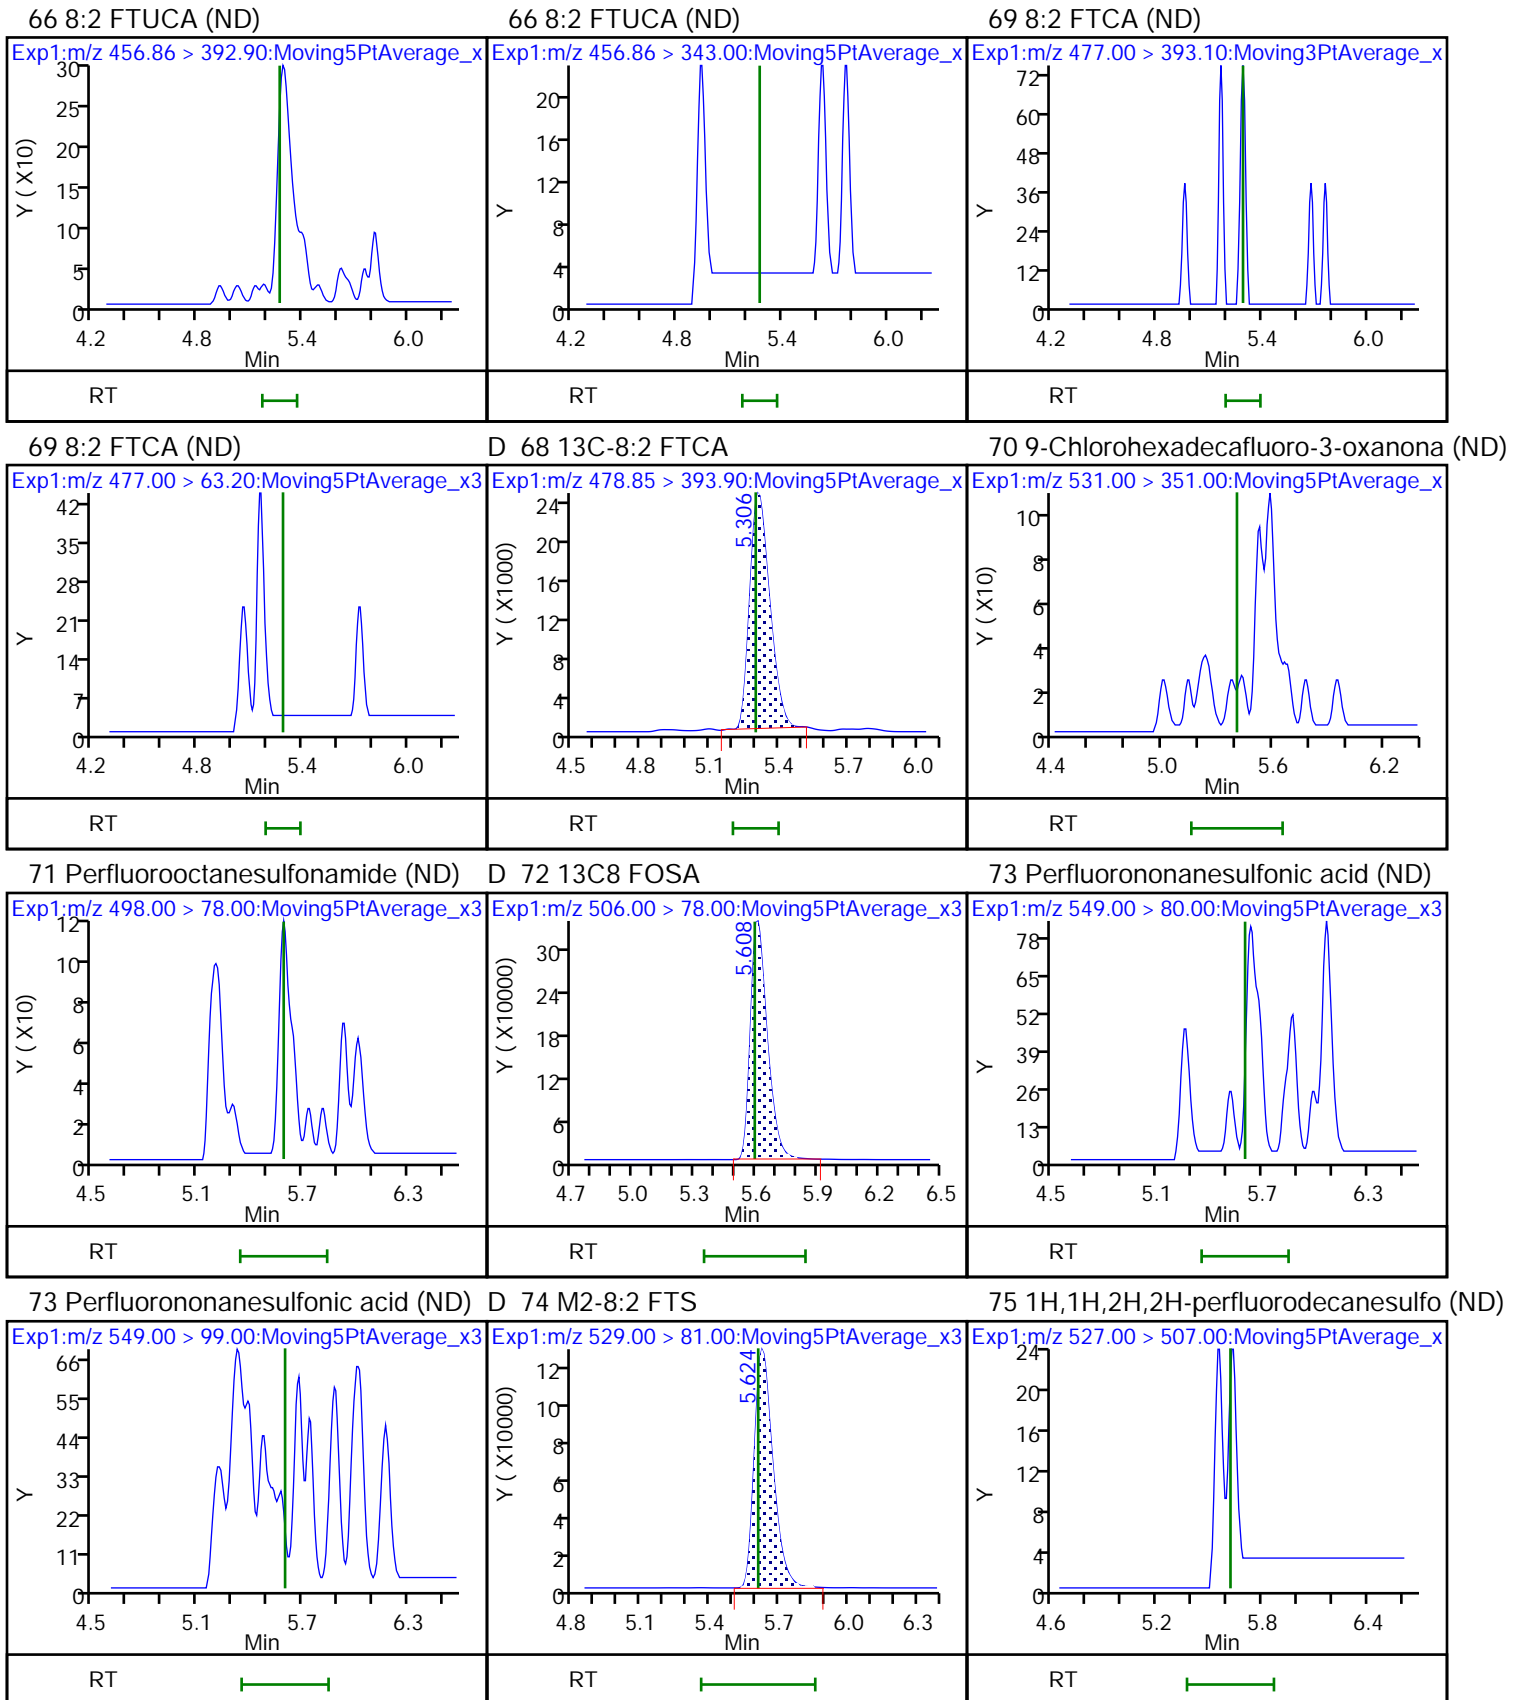 66 8:2 FTUCA (ND)
Exp1:m/z 456.86 > 392.90:Moving5PtAverage_x
Y ( X10)
30
25
20
15
10
5
0
4.2 4.8 5.4 6.0
Min
RT
66 8:2 FTUCA (ND)
Exp1:m/z 456.86 > 343.00:Moving5PtAverage_x
Y
20
16
12
8
4
0
4.2 4.8 5.4 6.0
Min
RT
69 8:2 FTCA (ND)
Exp1:m/z 477.00 > 393.10:Moving3PtAverage_x
Y
72
60
48
36
24
12
0
4.2 4.8 5.4 6.0
Min
RT
69 8:2 FTCA (ND)
Exp1:m/z 477.00 > 63.20:Moving5PtAverage_x3
Y
42
35
28
21
14
7
0
4.2 4.8 5.4 6.0
Min
RT
D 68 13C-8:2 FTCA
Exp1:m/z 478.85 > 393.90:Moving5PtAverage_x
5.306
Y ( X1000)
24
20
16
12
8
4
0
4.5 4.8 5.1 5.4 5.7 6.0
Min
RT
70 9-Chlorohexadecafluoro-3-oxanona (ND)
Exp1:m/z 531.00 > 351.00:Moving5PtAverage_x
Y ( X10)
10
8
6
4
2
0
4.4 5.0 5.6 6.2
Min
RT
71 Perfluorooctanesulfonamide (ND)
Exp1:m/z 498.00 > 78.00:Moving5PtAverage_x3
Y ( X10)
12
10
8
6
4
2
0
4.5 5.1 5.7 6.3
Min
RT
D 72 13C8 FOSA
Exp1:m/z 506.00 > 78.00:Moving5PtAverage_x3
5.608
Y ( X10000)
30
24
18
12
6
0
4.7 5.0 5.3 5.6 5.9 6.2 6.5
Min
RT
73 Perfluorononanesulfonic acid (ND)
Exp1:m/z 549.00 > 80.00:Moving5PtAverage_x3
Y
78
65
52
39
26
13
0
4.5 5.1 5.7 6.3
Min
RT
73 Perfluorononanesulfonic acid (ND)
Exp1:m/z 549.00 > 99.00:Moving5PtAverage_x3
Y
66
55
44
33
22
11
0
4.5 5.1 5.7 6.3
Min
RT
D 74 M2-8:2 FTS
Exp1:m/z 529.00 > 81.00:Moving5PtAverage_x3
5.624
Y ( X10000)
12
10
8
6
4
2
0
4.8 5.1 5.4 5.7 6.0 6.3
Min
RT
75 1H,1H,2H,2H-perfluorodecanesulfo (ND)
Exp1:m/z 527.00 > 507.00:Moving5PtAverage_x
Y
24
20
16
12
8
4
0
4.6 5.2 5.8 6.4
Min
RT